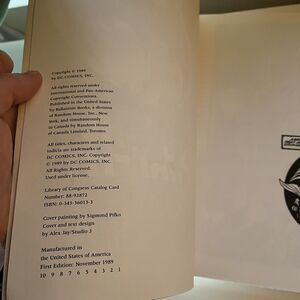 Copyright © 1989
by DC COMICS, INC.
All rights reserved under
International and Pan-American
Copyright Conventions.
Published in the United States
by Ballantine Books, a division
of Random House, Inc., New
York, and simultaneously
in Canada by Random House
of Canada Limited, Toronto.
All titles, characters and related
indicia are trademarks of
DC COMICS, INC. Copyright
© 1989 by DC COMICS, INC.
All Rights Reserved.
Used under license.
Library of Congress Catalog Card
Number: 88-92872
ISBN: 0-345-36013-3
Cover painting by Sigmond Pifko
Cover and text design
by Alex Jay/Studio J
Manufactured in
the United States of America
First Edition: November 1989
10 9 8 7 6 5 4 3 2 1